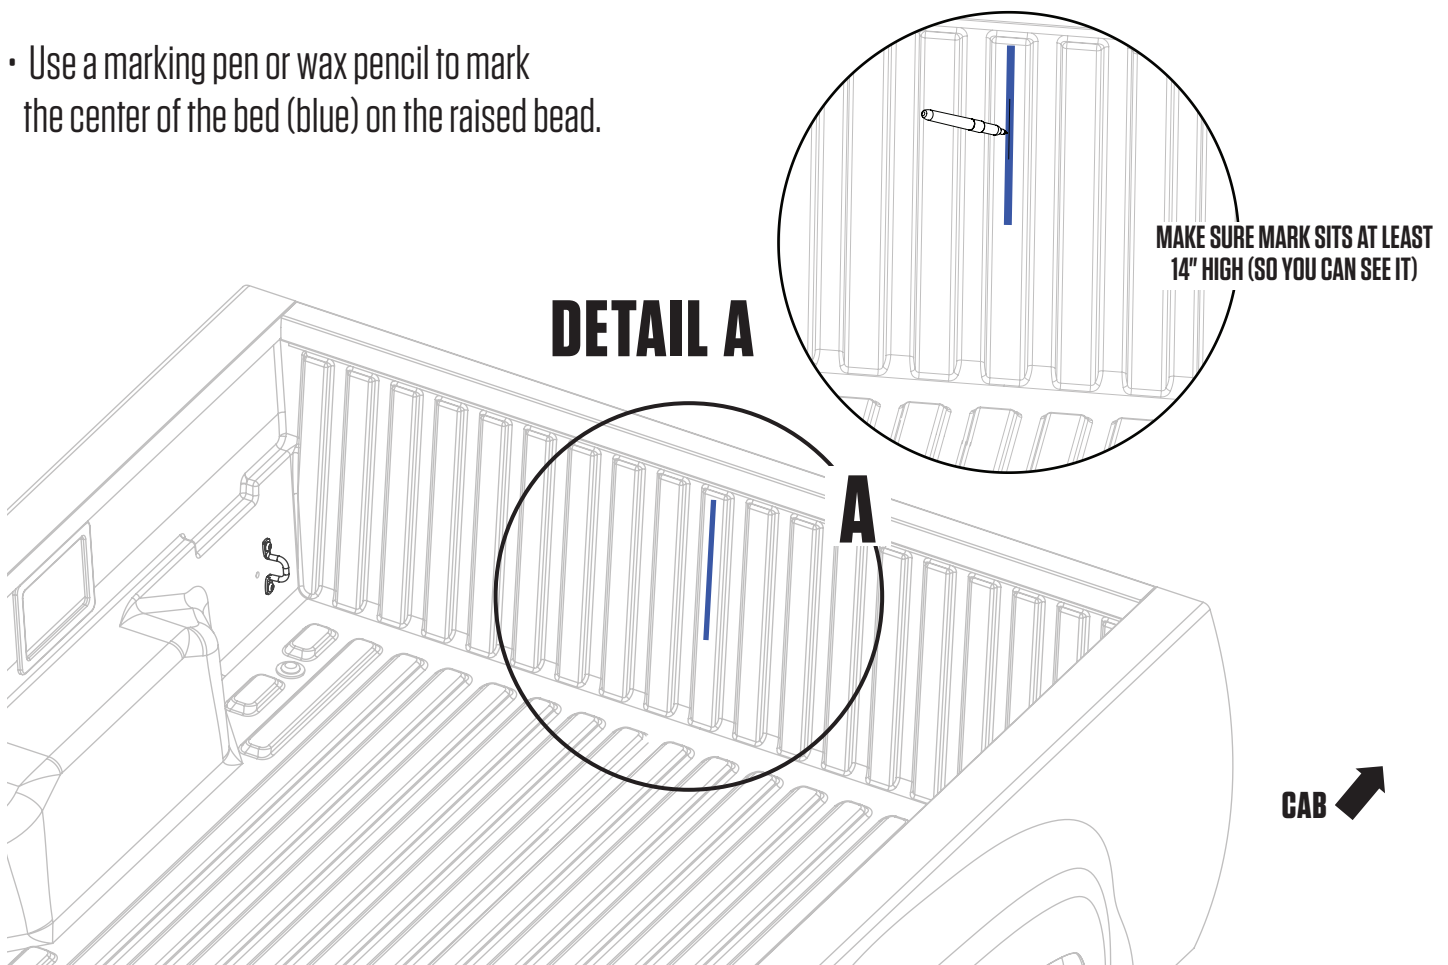 · Use a marking pen or wax pencil to mark
the center of the bed (blue) on the raised bead.
MAKE SURE MARK SITS AT LEAST
14" HIGH (SO YOU CAN SEE IT)
DETAIL A
A
CAB